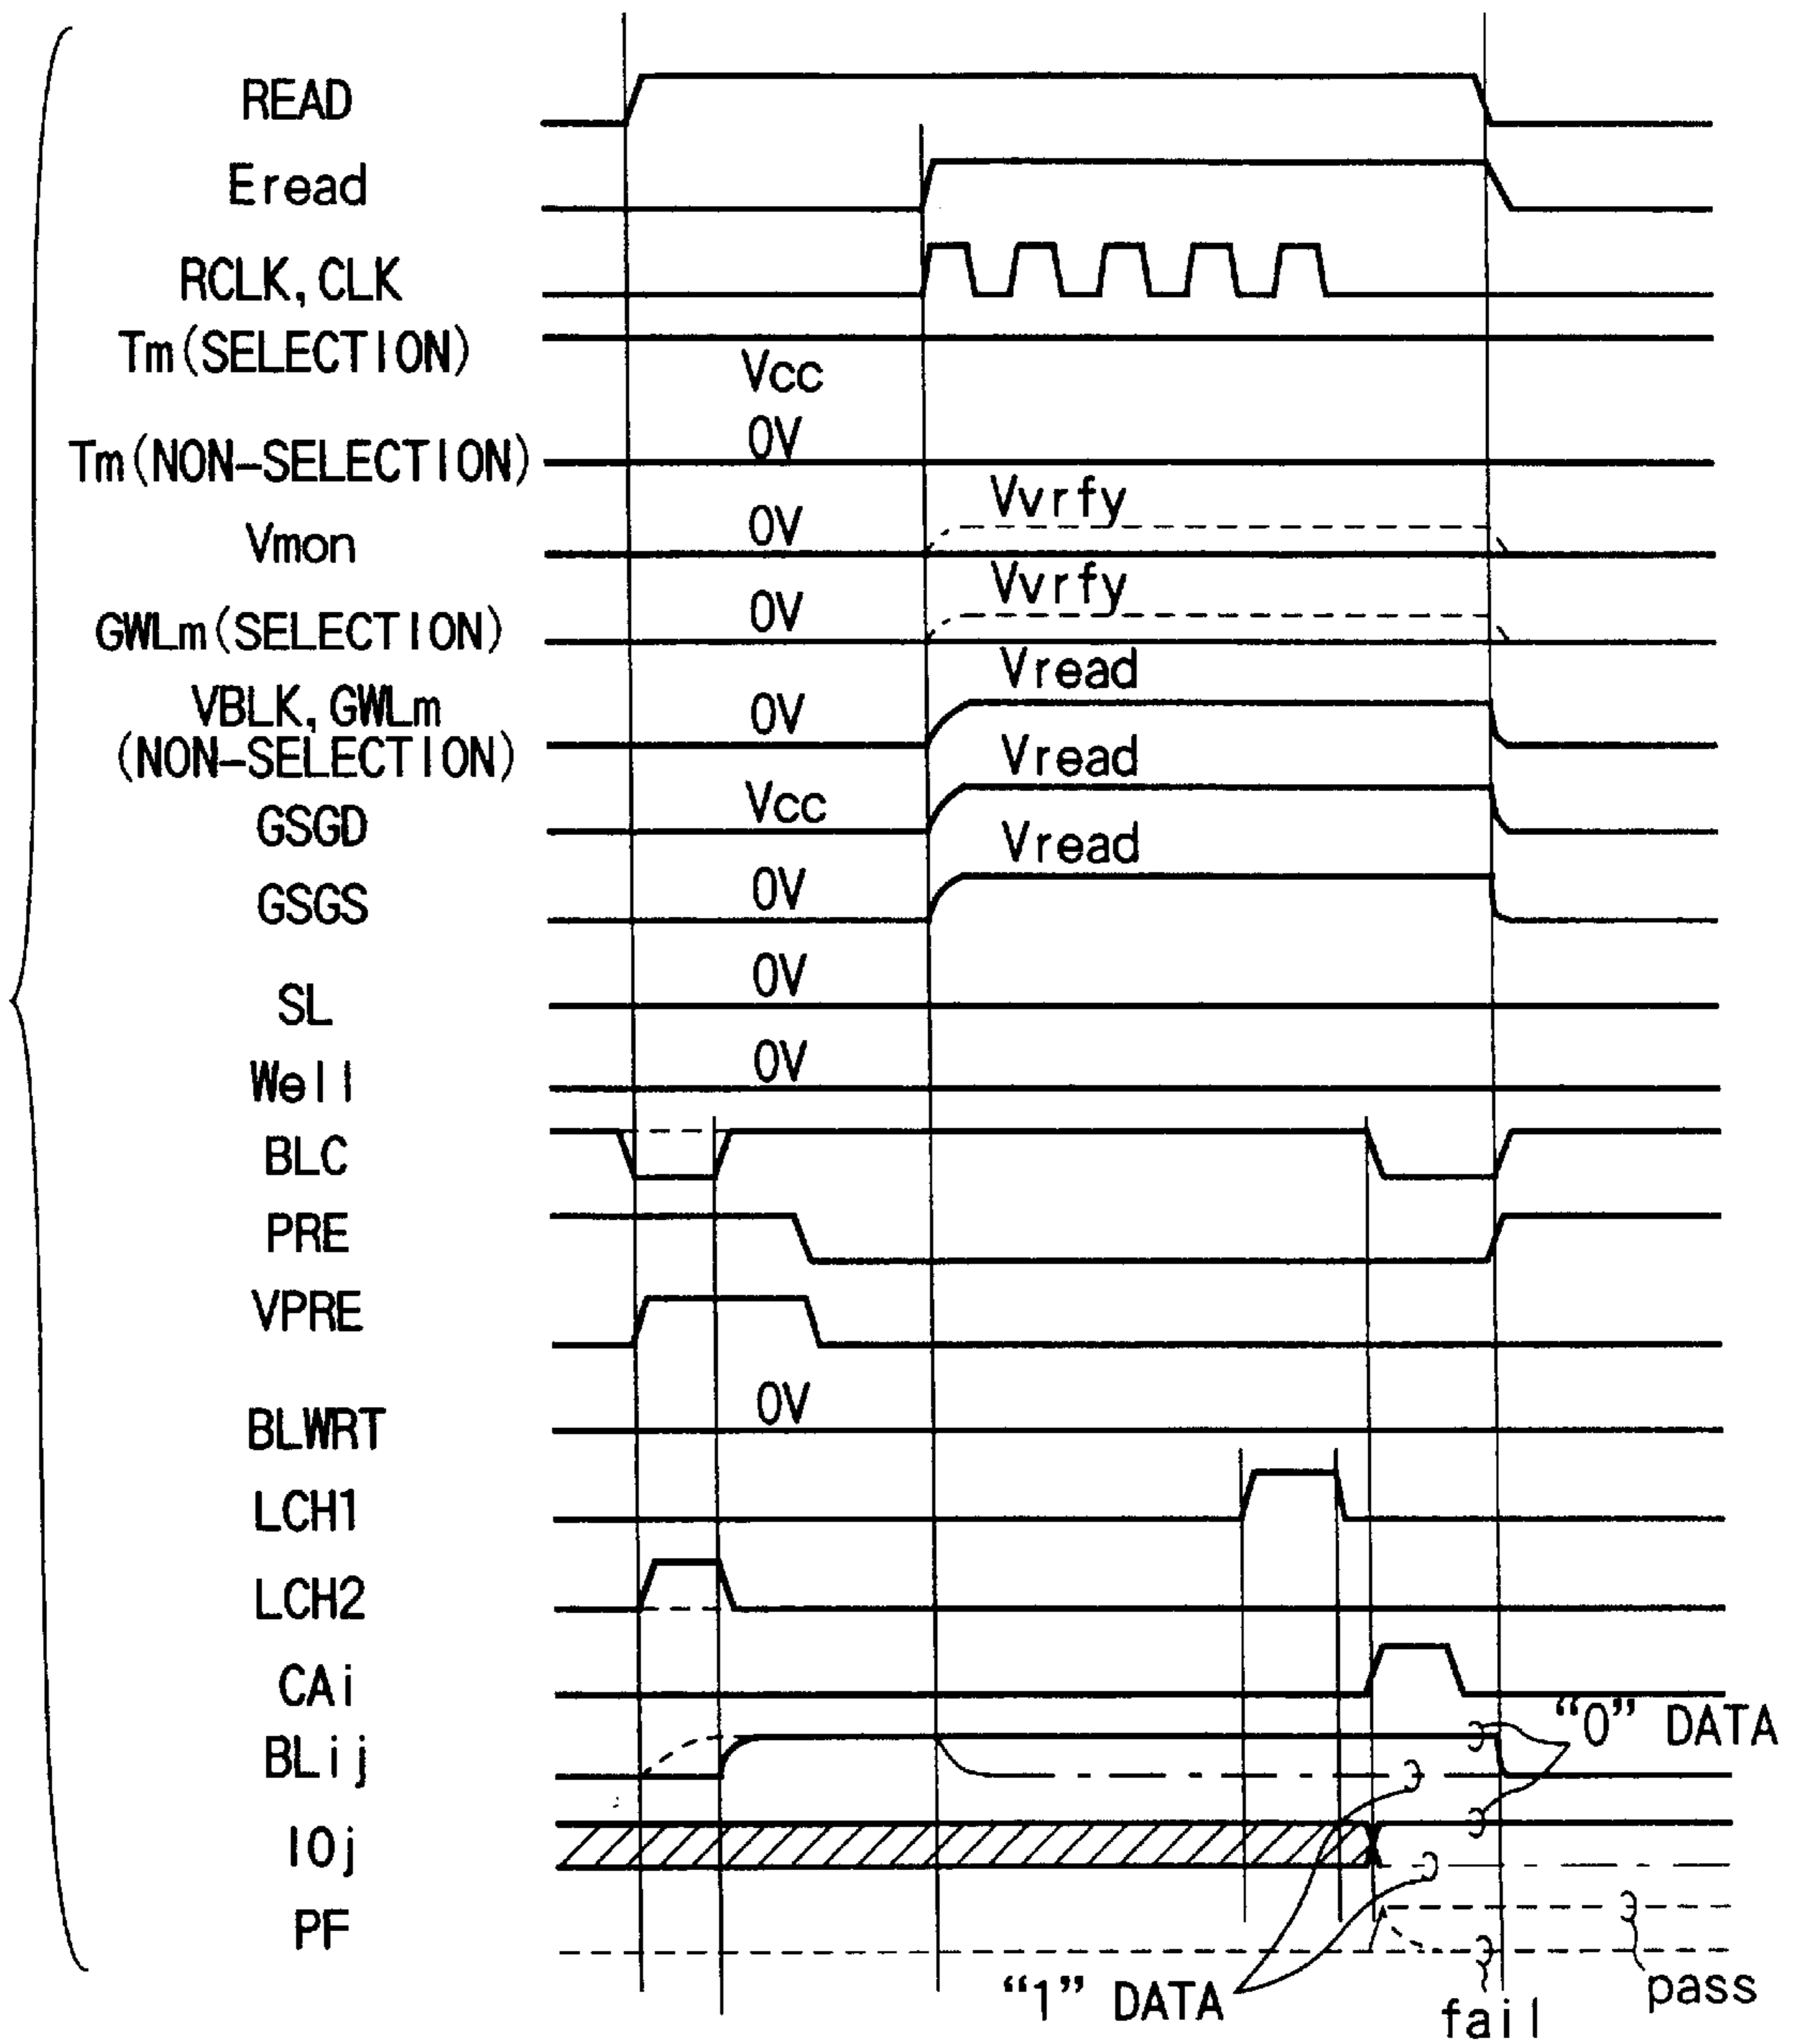 READ
Eread
RCLK, CLK
Tm(SELECTION)
Vcc
0V
Tm(NON-SELECTION)
Vvrfy
0V
Vmon
Vvrfy
0V
GWLm(SELECTION)
Vread
VBLK, GWLm
0V
(NON-SELECTION)
Vread
Vcc
GSGD
Vread
0V
GSGS
0V
SL
0V
Well
BLC
PRE
VPRE
0V
BLWRT
LCH1
LCH2
CAi
"0" DATA
BLij
IOj
PF
"1" DATA
pass
fail